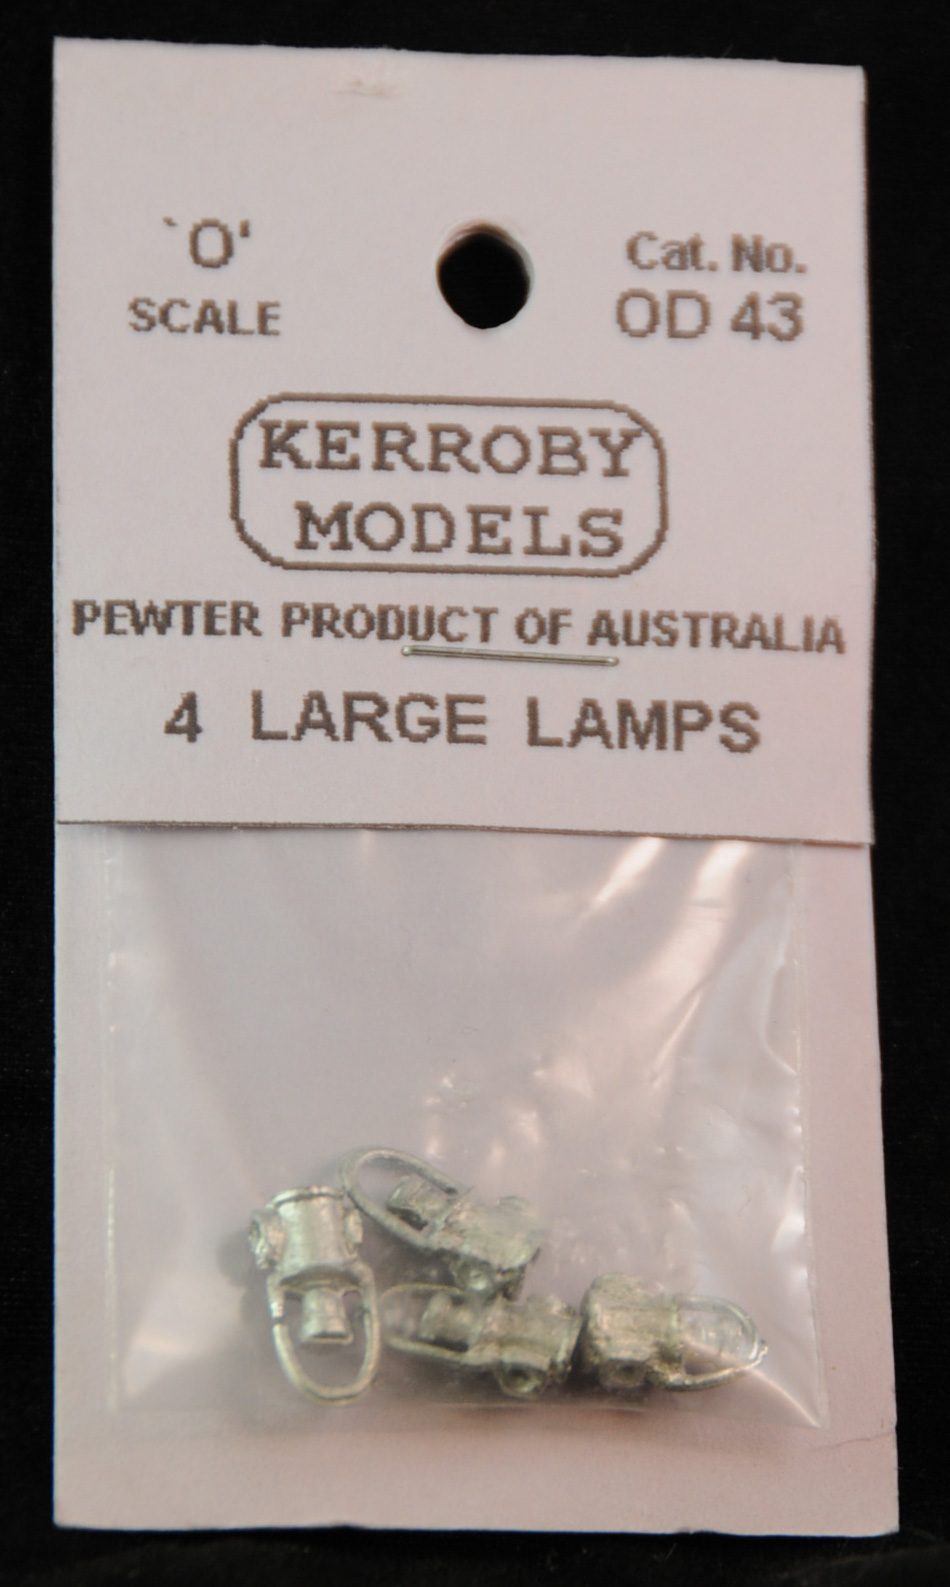 `O'
SCALE
Cat. No.
OD 43
KERROBY
MODELS
PEWTER PRODUCT OF AUSTRALIA
4 LARGE LAMPS